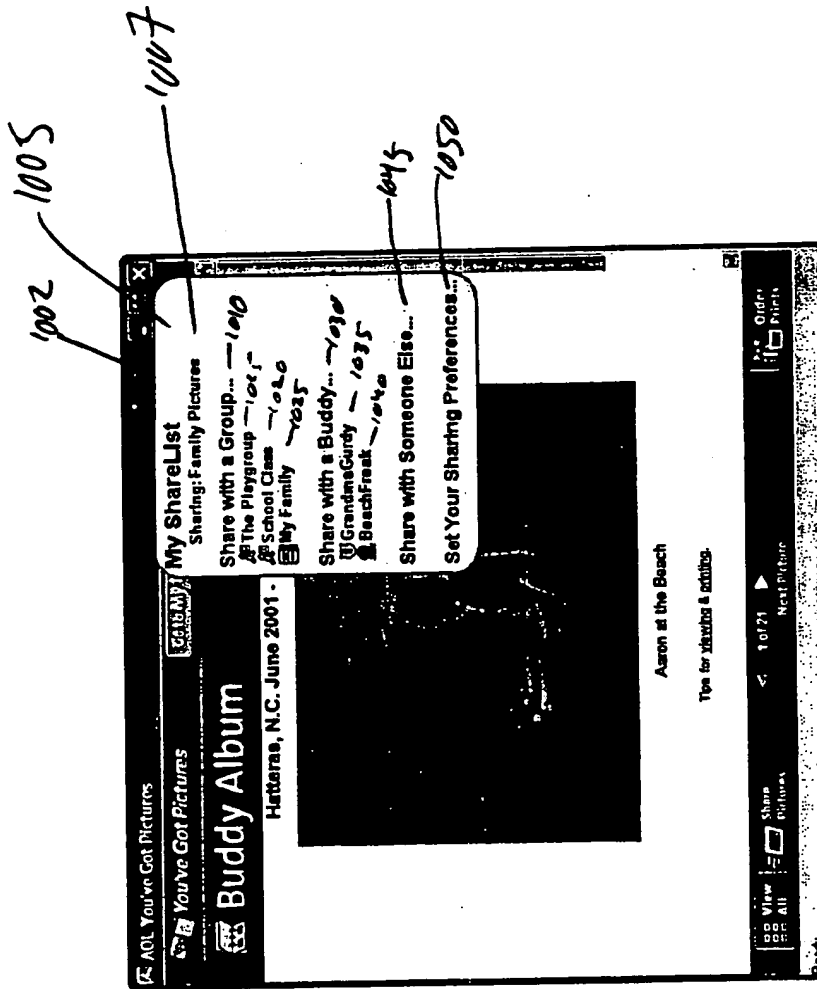 1002
1005
1007
AOL You've Got Pictures
You've Got Pictures
Buddy Album
Hatteras, N.C. June 2001 -
My ShareList
Sharing: Family Pictures
Share with a Group... 1010
The Playgroup 1015
School Class 1020
My Family 1025
Share with a Buddy... 1030
GrandmaGurdy 1035
BeachFreak 1040
Share with Someone Else... 1045
Set Your Sharing Preferences... 1050
Aaron at the Beach
Tips for viewing & printing.
View All
Share Pictures
1 of 21
Next Picture
Order Prints